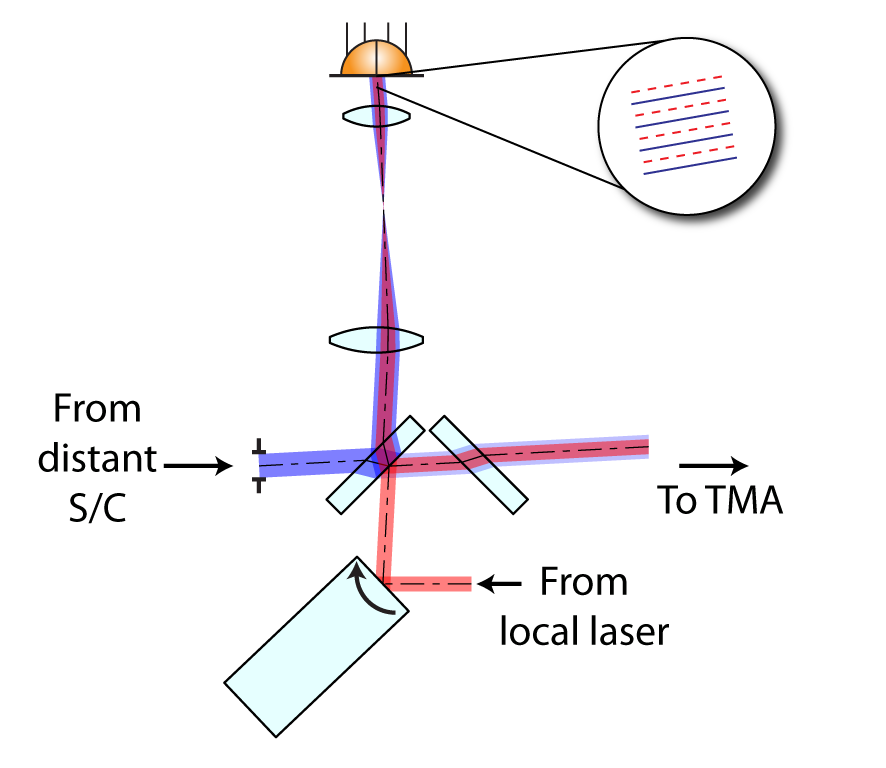 From
distant
S/C
To TMA
From
local laser